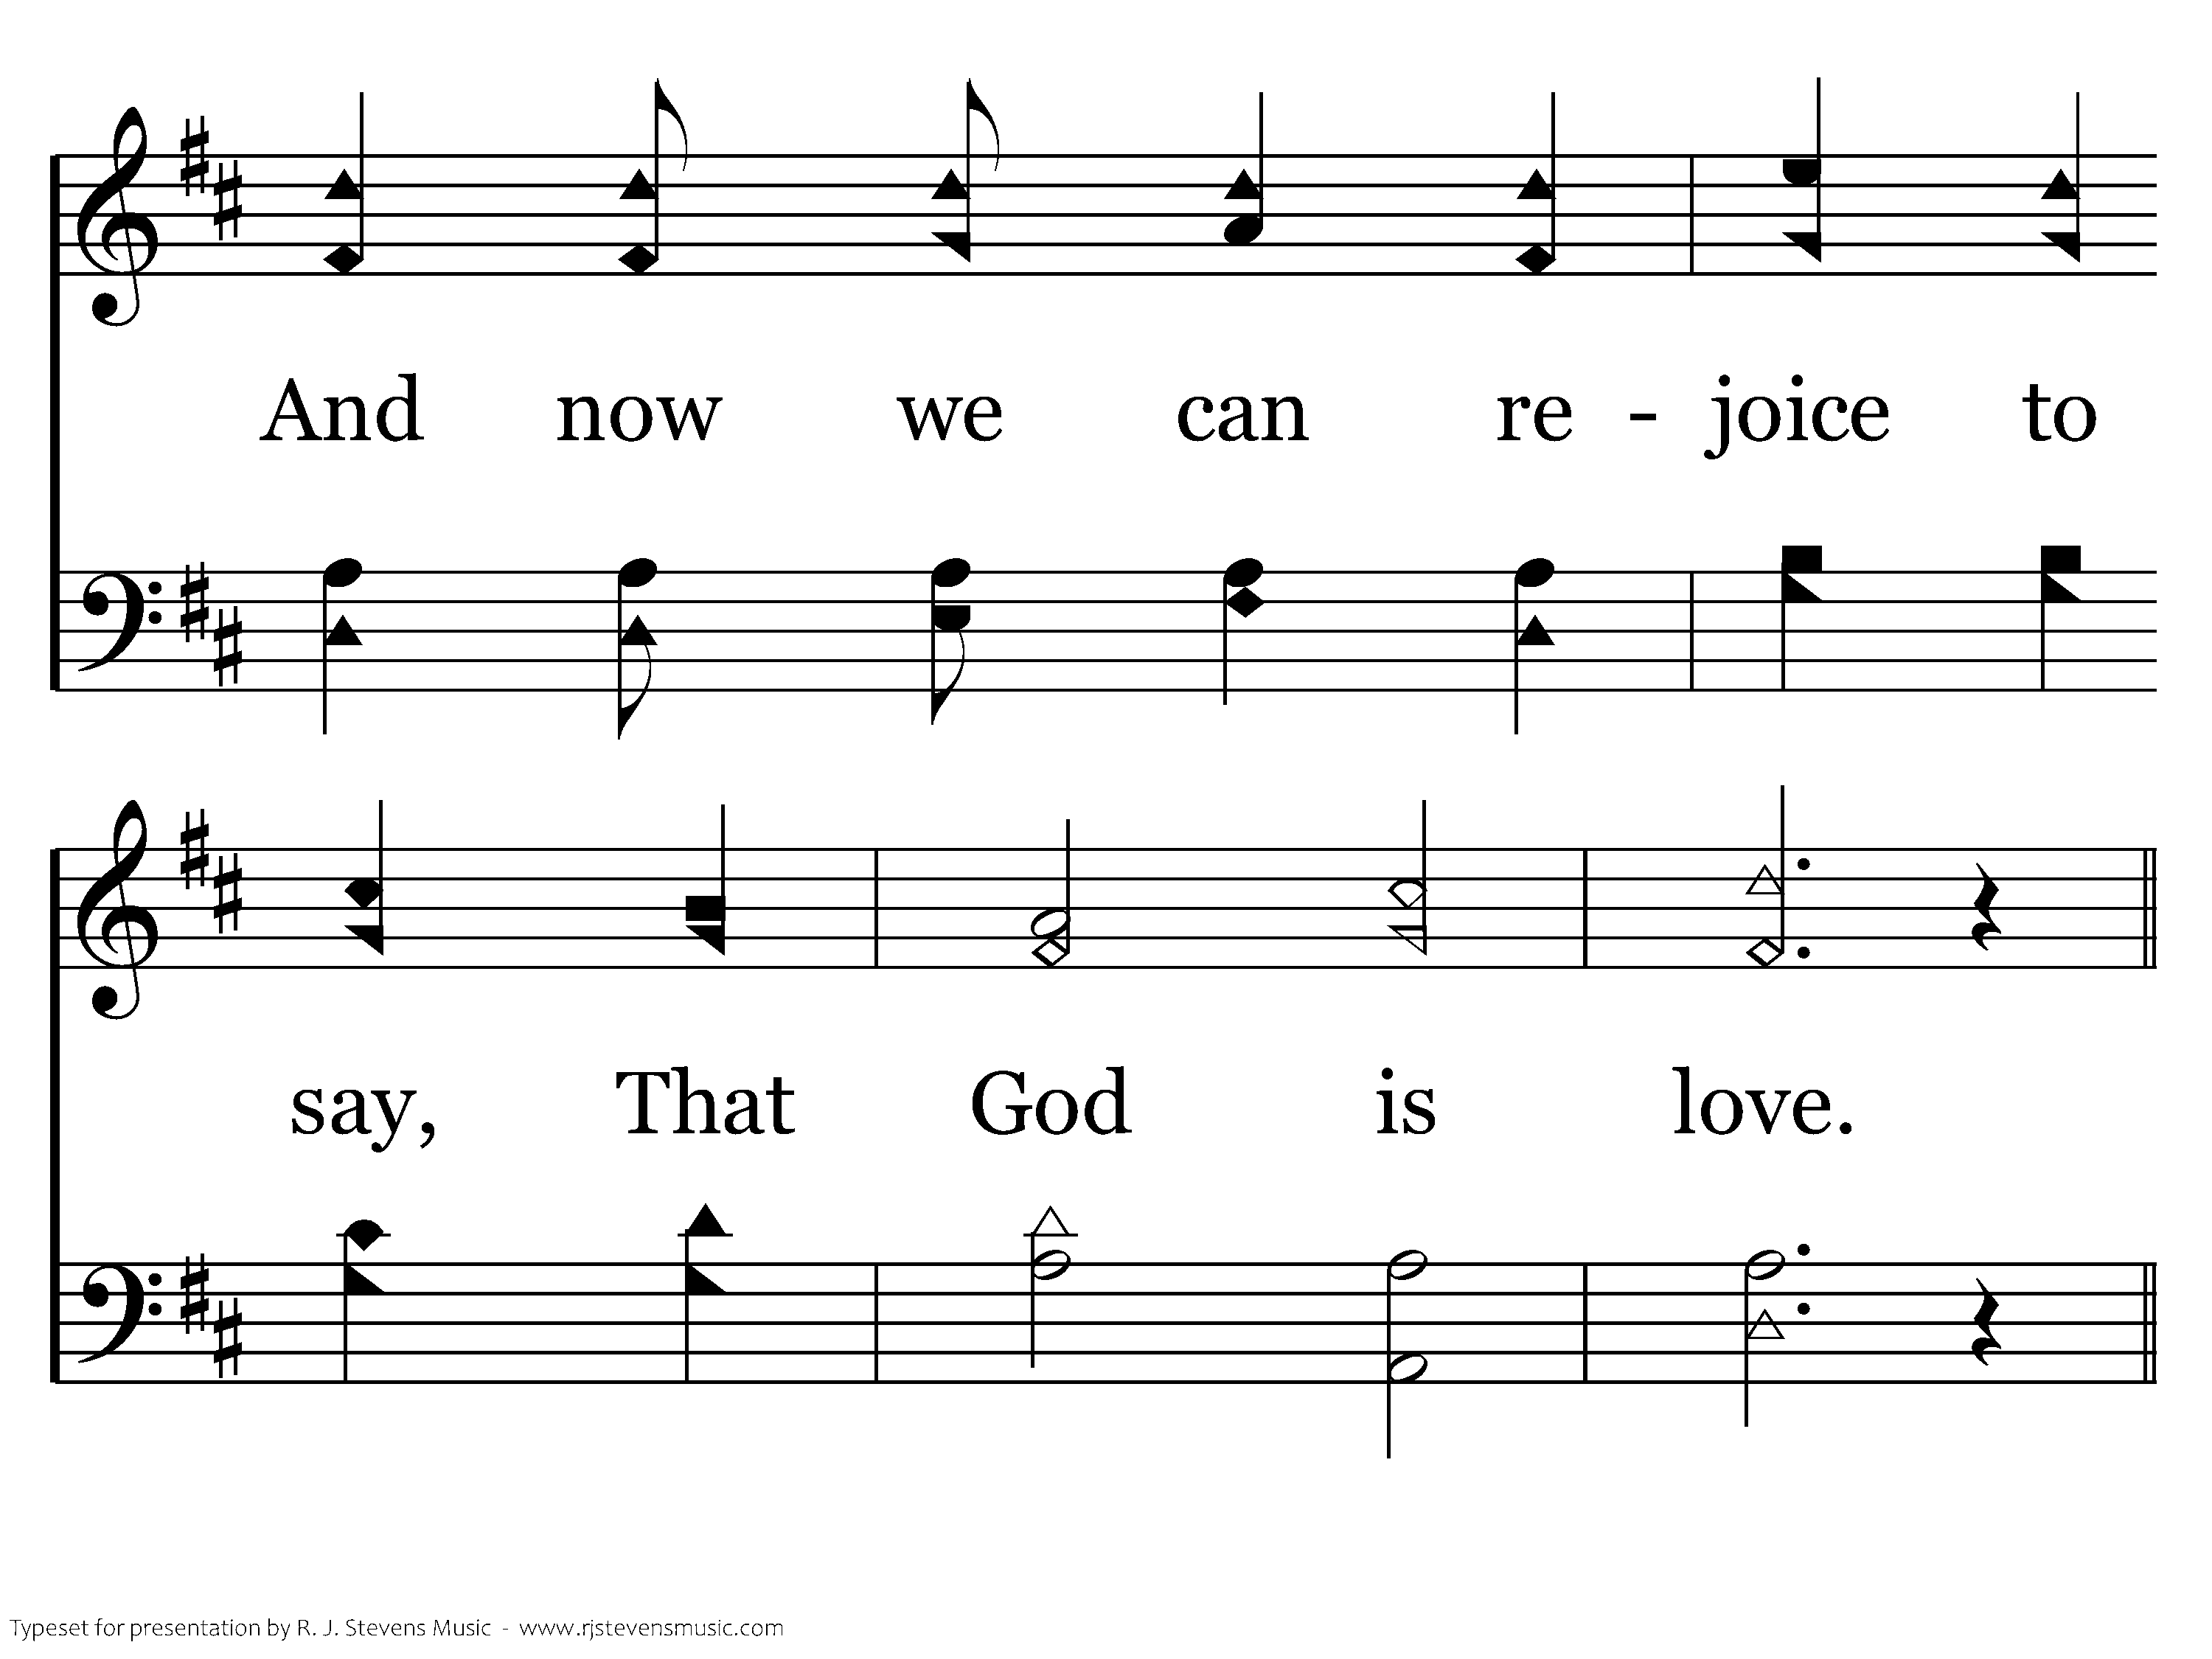 And now we can re - joice to
say, That God is love.
Typeset for presentation by R. J. Stevens Music - www.rjstevensmusic.com